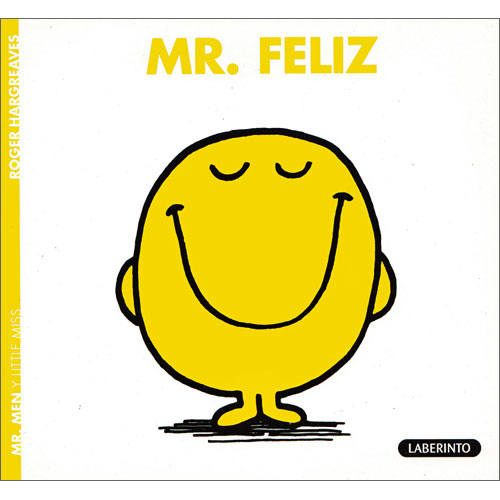 MR. FELIZ
ROGER HARGREAVES
MR. MEN Y LITTLE MISS
LABERINTO